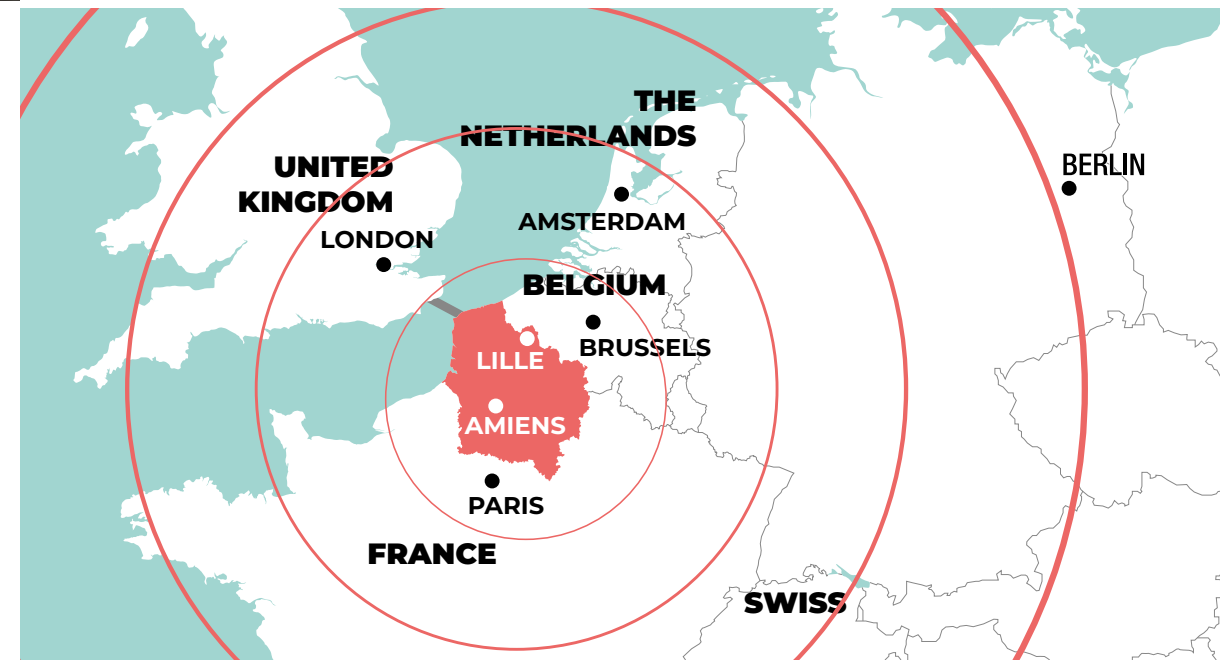 THE
NETHERLANDS
UNITED
KINGDOM
BERLIN
AMSTERDAM
LONDON
BELGIUM
BRUSSELS
LILLE
AMIENS
PARIS
FRANCE
SWISS